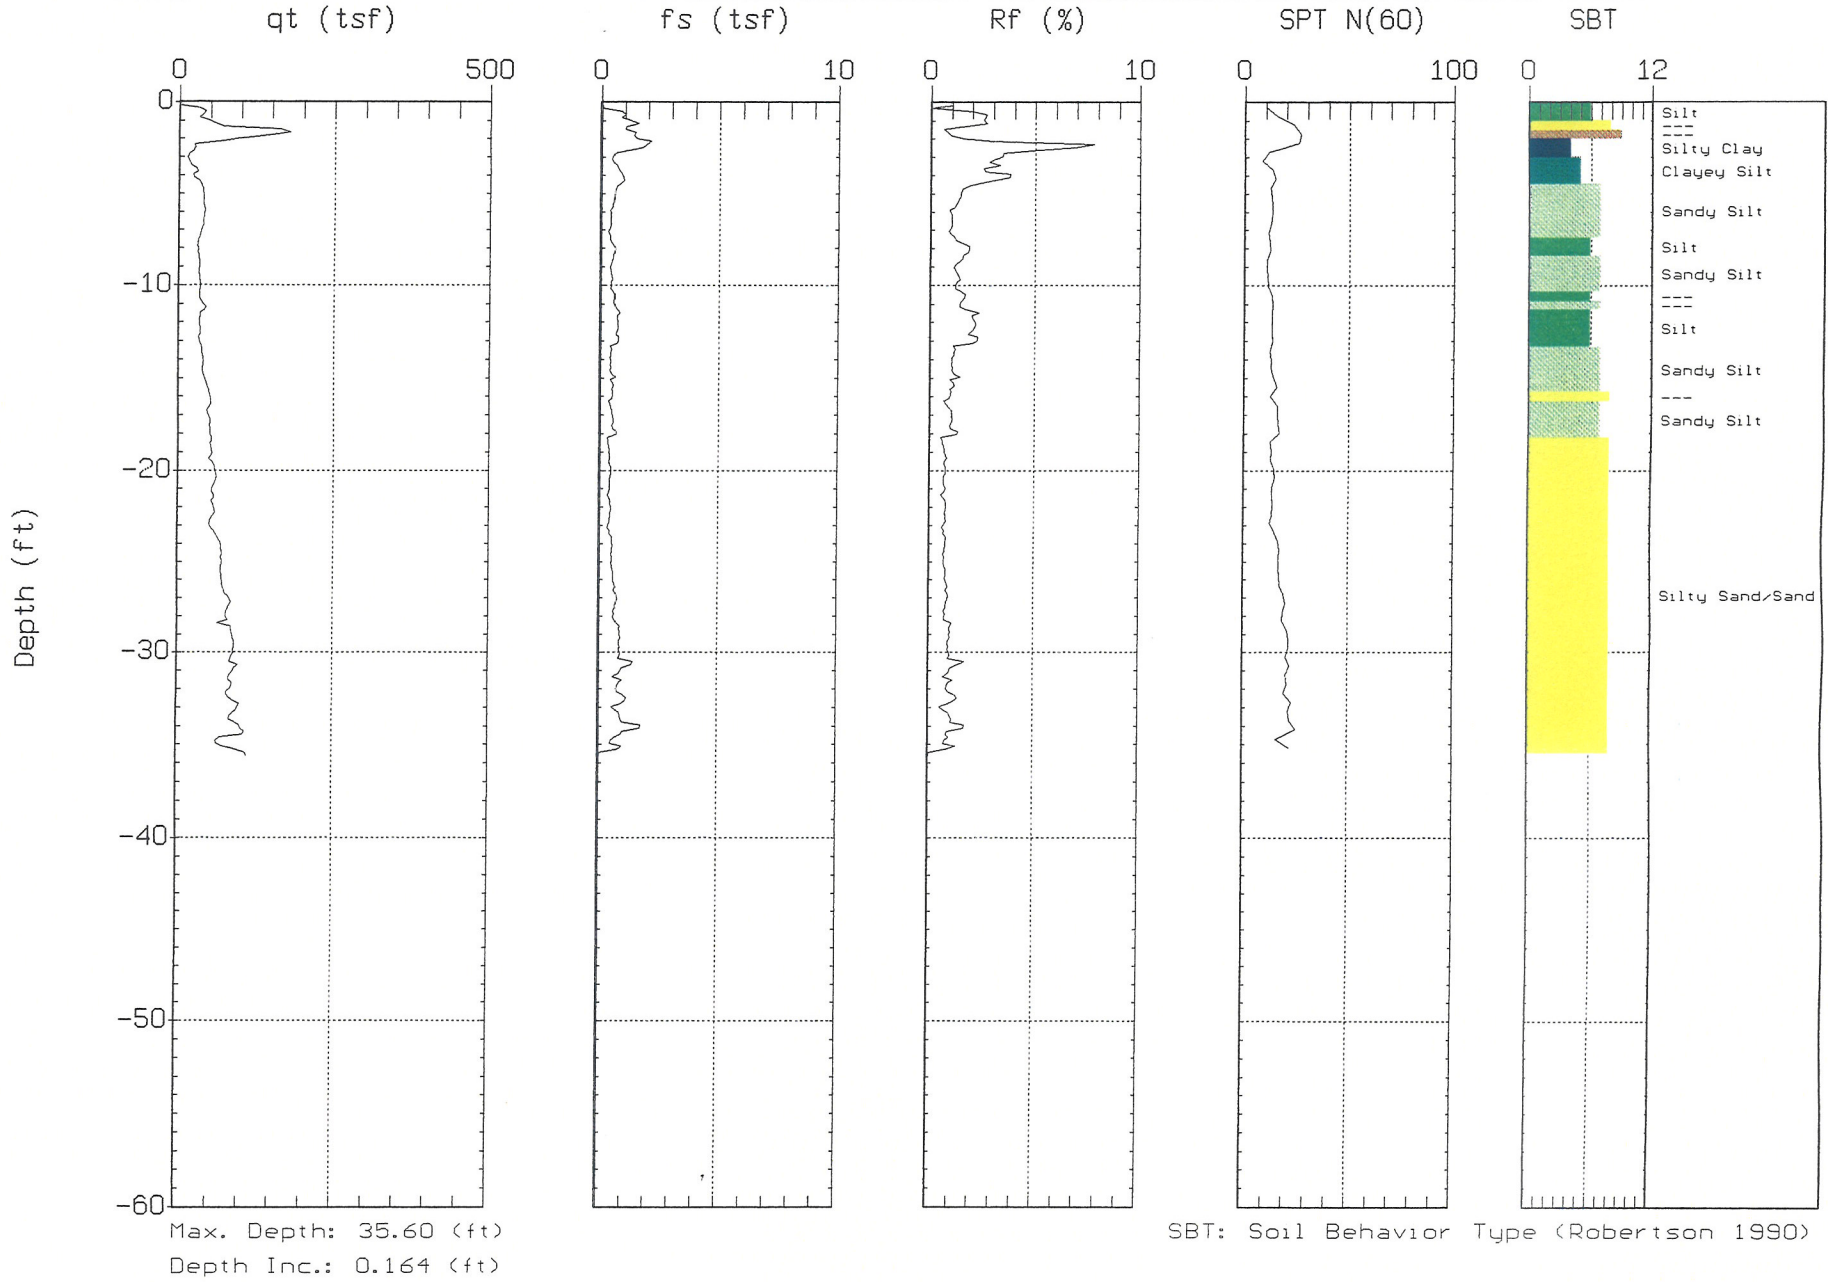 qt (tsf) fs (tsf) Rf (%) SPT N(60) SBT
0 500 0 10 0 10 0 100 0 12
0
Silt
---
---
Silty Clay
Clayey Silt
Sandy Silt
Silt
Sandy Silt
-10
---
---
Silt
Sandy Silt
---
Sandy Silt
-20
Silty Sand/Sand
-30
-40
-50
-60
Depth (ft)
Max. Depth: 35.60 (ft)
Depth Inc.: 0.164 (ft)
SBT: Soil Behavior Type (Robertson 1990)